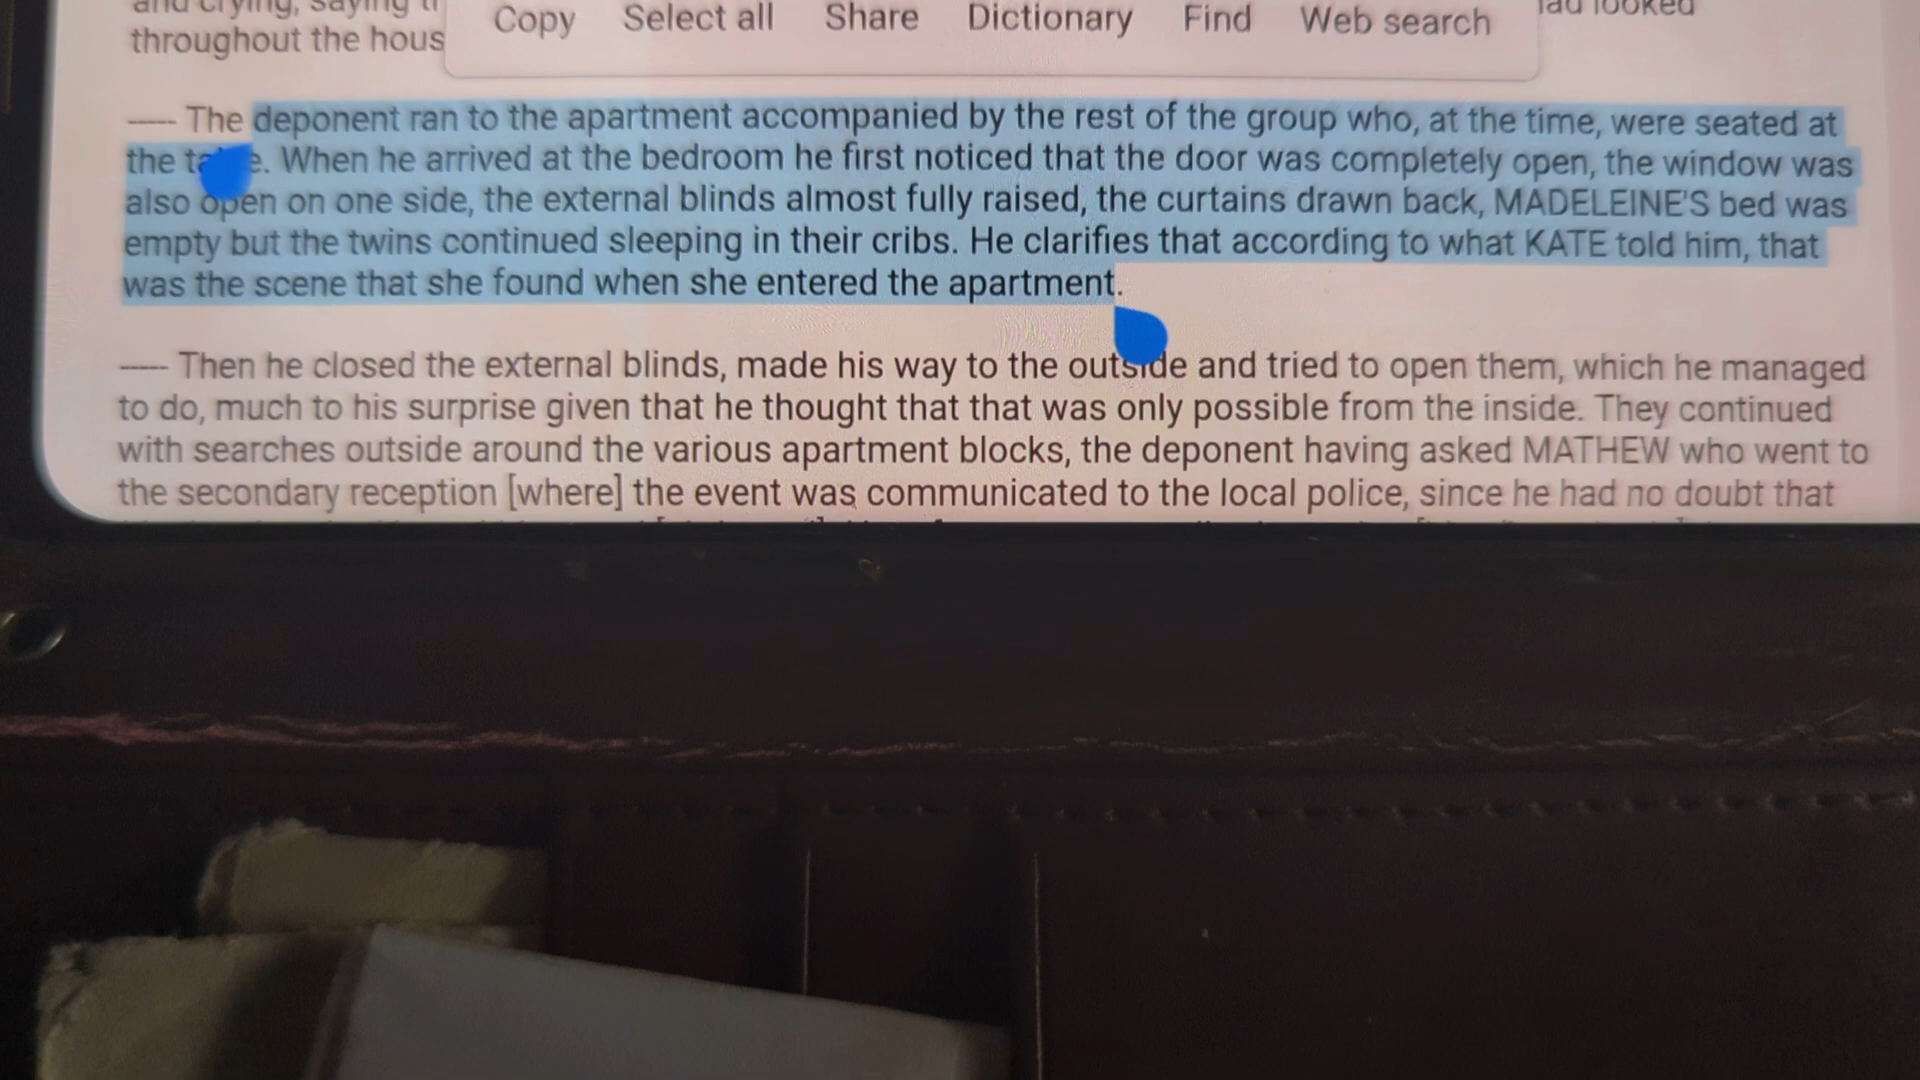 and crying, saying
Copy Select all Share Dictionary Find Web search
had looked
throughout the hous
----- The deponent ran to the apartment accompanied by the rest of the group who, at the time, were seated at
the table. When he arrived at the bedroom he first noticed that the door was completely open, the window was
also open on one side, the external blinds almost fully raised, the curtains drawn back, MADELEINE'S bed was
empty but the twins continued sleeping in their cribs. He clarifies that according to what KATE told him, that
was the scene that she found when she entered the apartment.
----- Then he closed the external blinds, made his way to the outside and tried to open them, which he managed
to do, much to his surprise given that he thought that that was only possible from the inside. They continued
with searches outside around the various apartment blocks, the deponent having asked MATHEW who went to
the secondary reception [where] the event was communicated to the local police, since he had no doubt that